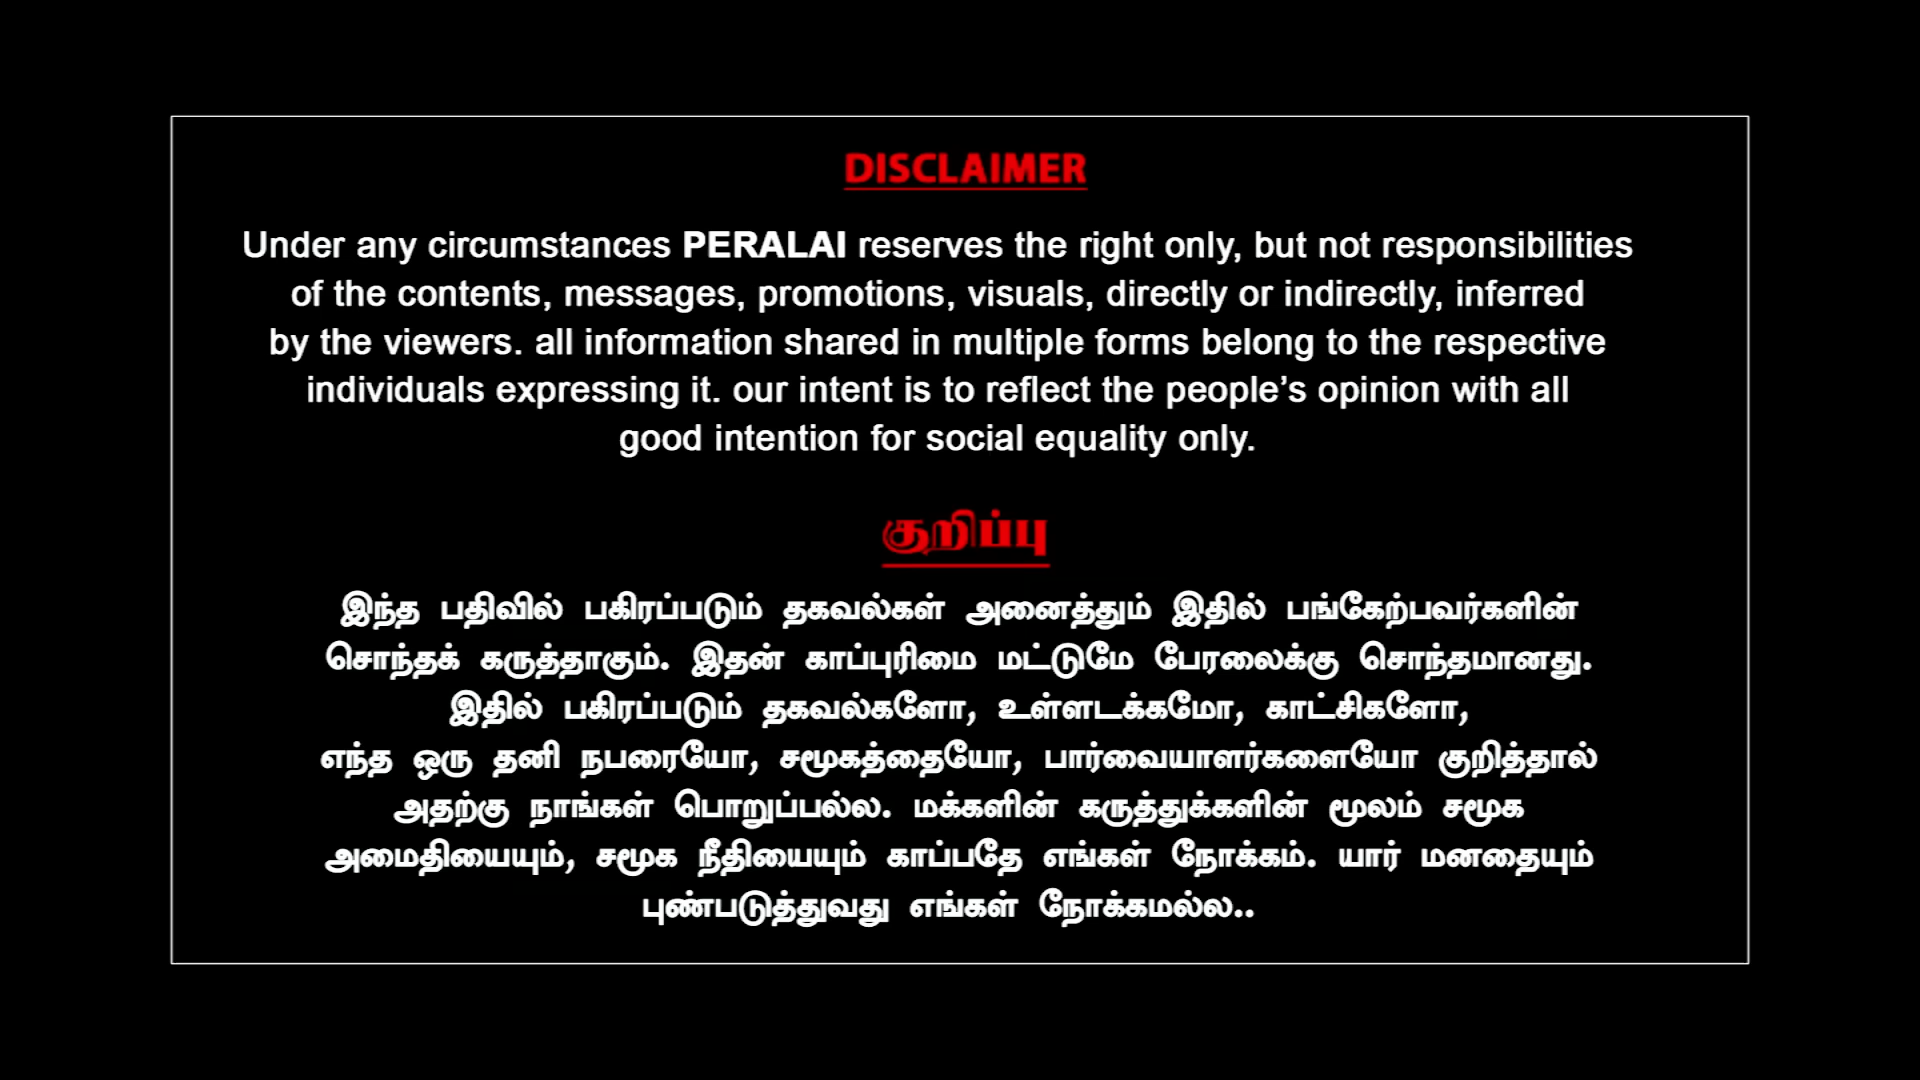 DISCLAIMER
Under any circumstances PERALAI reserves the right only, but not responsibilities
of the contents, messages, promotions, visuals, directly or indirectly, inferred
by the viewers. all information shared in multiple forms belong to the respective
individuals expressing it. our intent is to reflect the people’s opinion with all
good intention for social equality only.
குறிப்பு
இந்த பதிவில் பகிரப்படும் தகவல்கள் அனைத்தும் இதில் பங்கேற்பவர்களின்
சொந்தக் கருத்தாகும். இதன் காப்புரிமை மட்டுமே பேரலைக்கு சொந்தமானது.
இதில் பகிரப்படும் தகவல்களோ, உள்ளடக்கமோ, காட்சிகளோ,
எந்த ஒரு தனி நபரையோ, சமூகத்தையோ, பார்வையாளர்களையோ குறித்தால்
அதற்கு நாங்கள் பொறுப்பல்ல. மக்களின் கருத்துக்களின் மூலம் சமூக
அமைதியையும், சமூக நீதியையும் காப்பதே எங்கள் நோக்கம். யார் மனதையும்
புண்படுத்துவது எங்கள் நோக்கமல்ல..